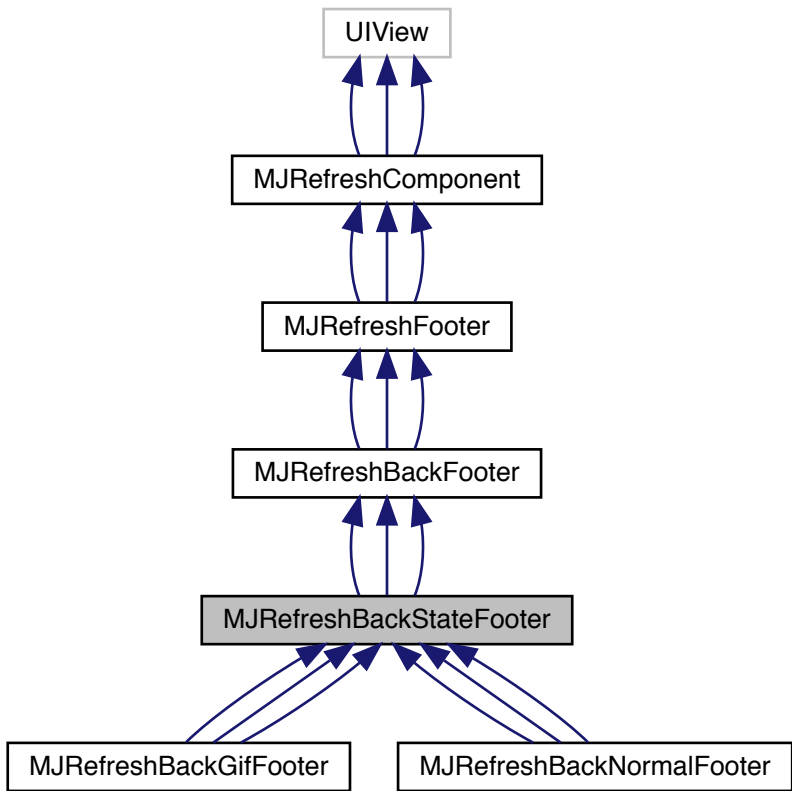 UIView
MJRefreshComponent
MJRefreshFooter
MJRefreshBackFooter
MJRefreshBackStateFooter
MJRefreshBackGifFooter
MJRefreshBackNormalFooter